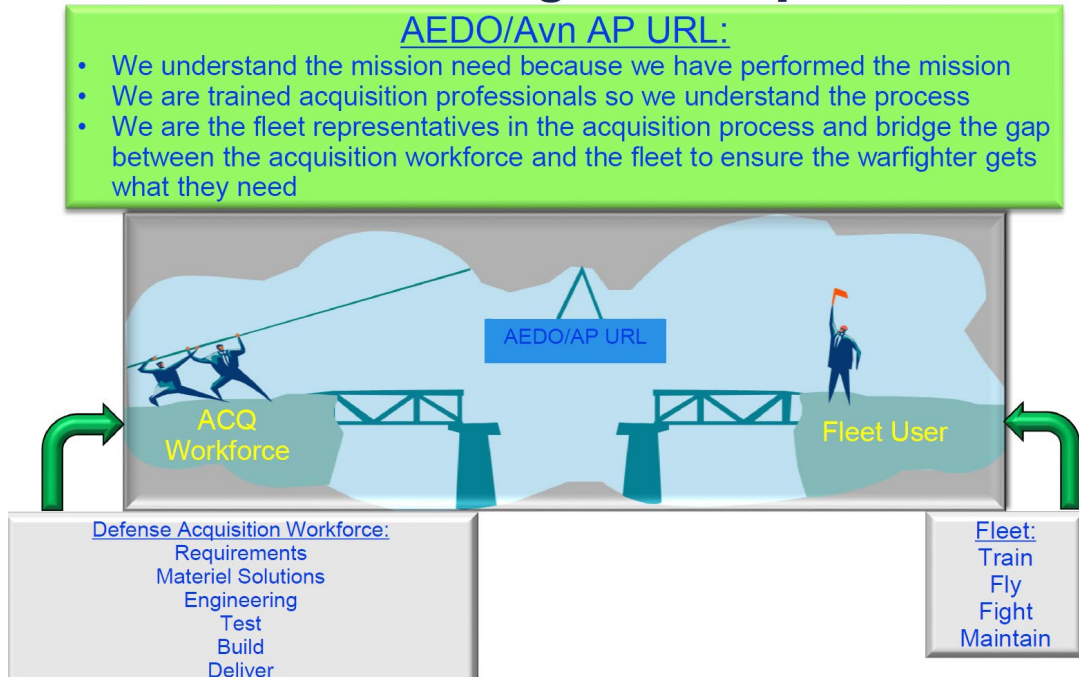 AEDO/Avn AP URL:
• We understand the mission need because we have performed the mission
• We are trained acquisition professionals so we understand the process
• We are the fleet representatives in the acquisition process and bridge the gap
between the acquisition workforce and the fleet to ensure the warfighter gets
what they need
AEDO/AP URL
ACQ
Workforce
Fleet User
Defense Acquisition Workforce:
Requirements
Materiel Solutions
Engineering
Test
Build
Deliver
Fleet:
Train
Fly
Fight
Maintain